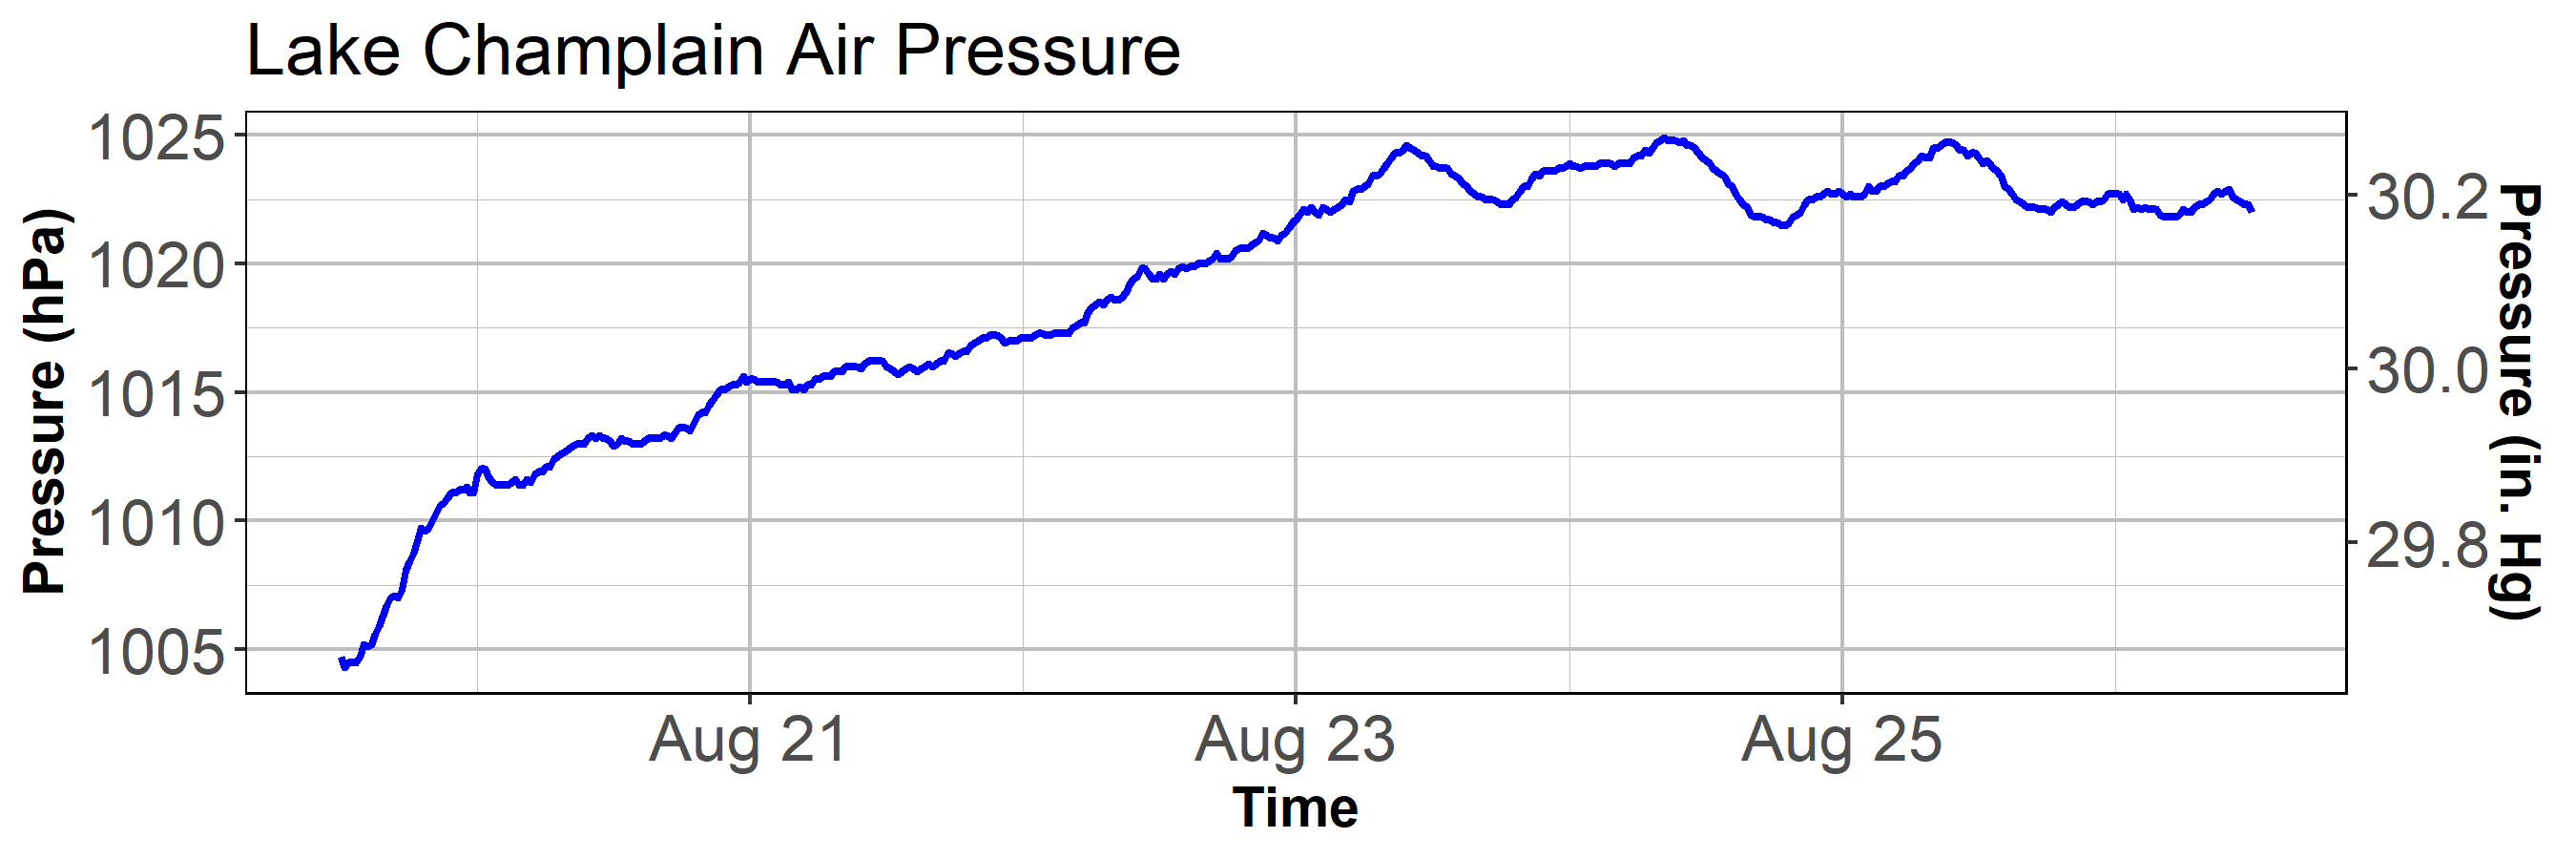 Lake Champlain Air Pressure
Pressure (hPa)
1025
1020
1015
1010
1005
30.2
30.0
29.8
Pressure (in. Hg)
Aug 21
Aug 23
Aug 25
Time